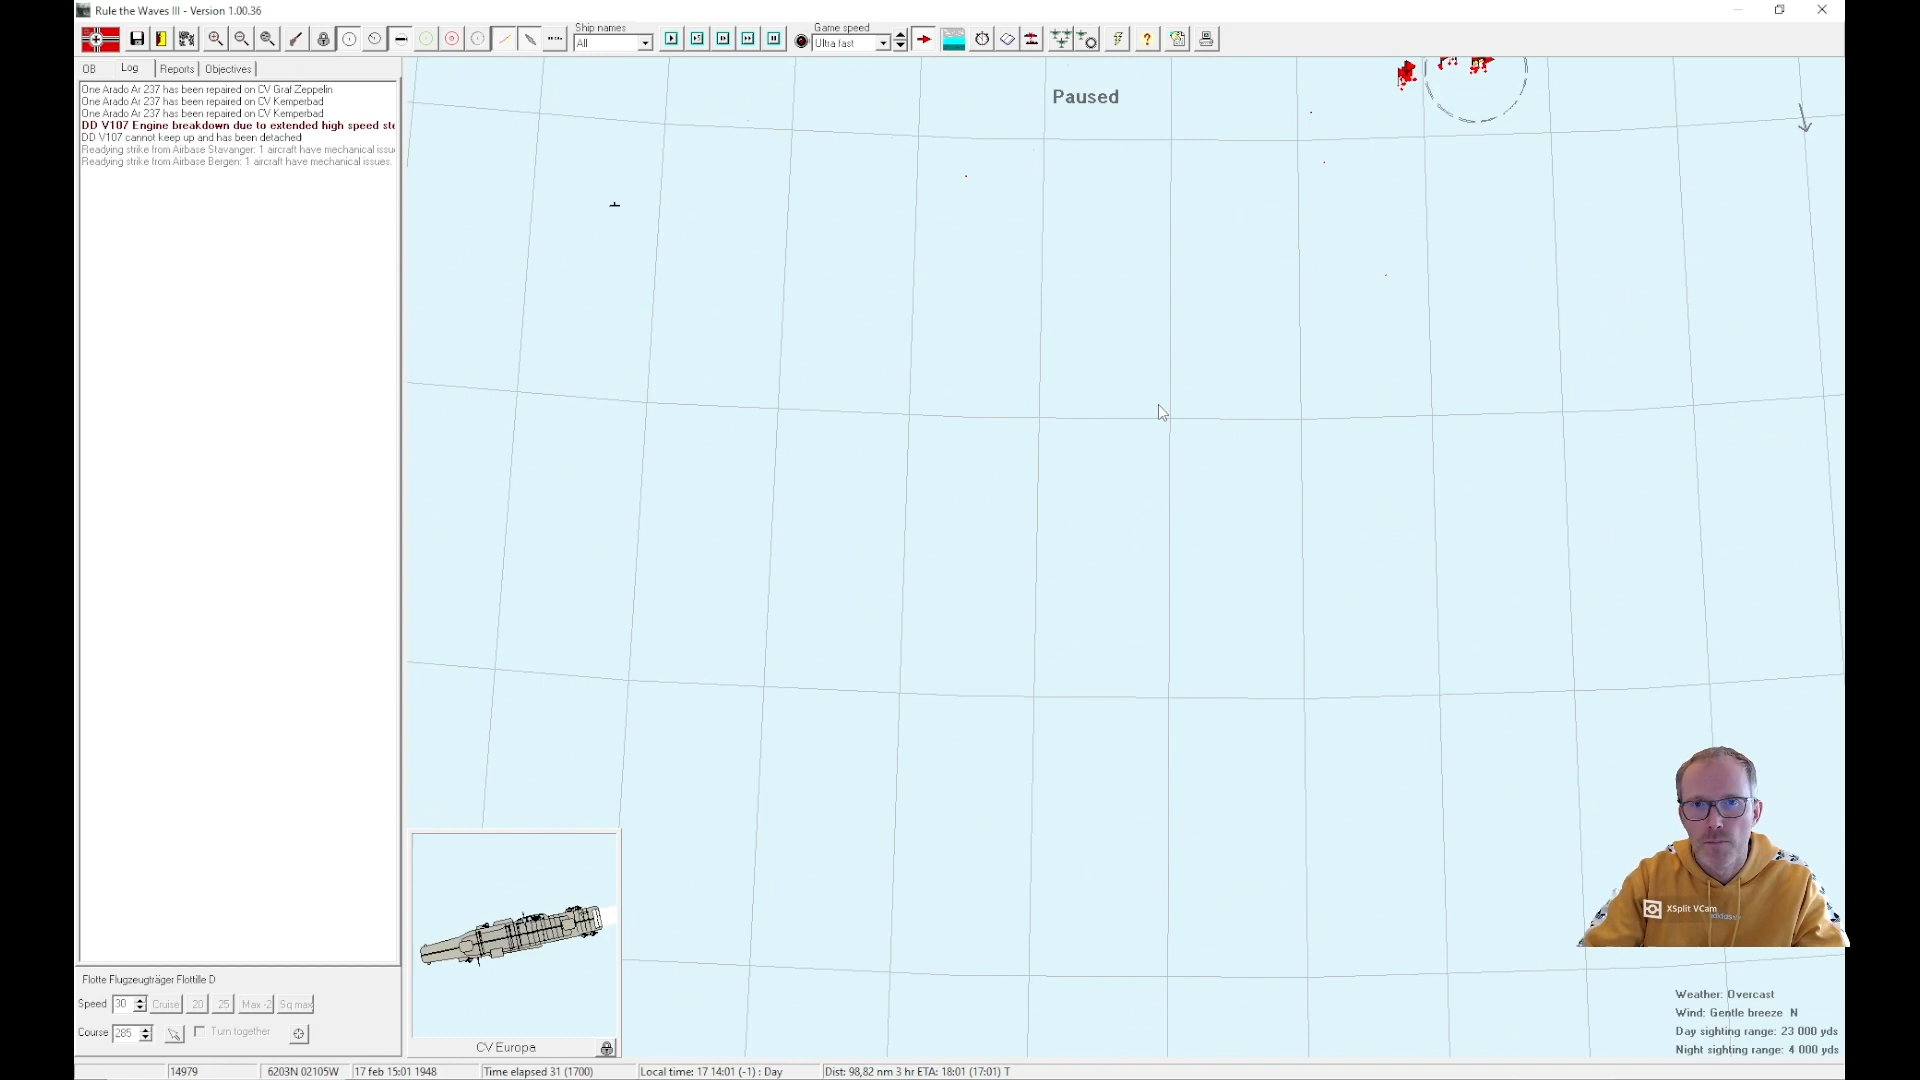 Rule the Waves III - Version 1.00.36
Ship names
All
Game speed
Ultra fast
OB
Log
Reports
Objectives
One Arado Ar 237 has been repaired on CV Graf Zeppelin
One Arado Ar 237 has been repaired on CV Kemperbad
One Arado Ar 237 has been repaired on CV Kemperbad
DD V107 Engine breakdown due to extended high speed ste
DD V107 cannot keep up and has been detached
Readying strike from Airbase Stavanger: 1 aircraft have mechanical issu
Readying strike from Airbase Bergen: 1 aircraft have mechanical issues.
Paused
XSplit VCam
Flotte Flugzeugträger Flottille D
Speed 30 Cruise 20 25 Max -2 Sq max
Course 285 Turn together
CV Europa
Weather: Overcast
Wind: Gentle breeze N
Day sighting range: 23 000 yds
Night sighting range: 4 000 yds
14979
6203N 02105W
17 feb 15:01 1948
Time elapsed 31 (1700)
Local time: 17 14:01 (-1) : Day
Dist: 98,82 nm 3 hr ETA: 18:01 (17:01) T